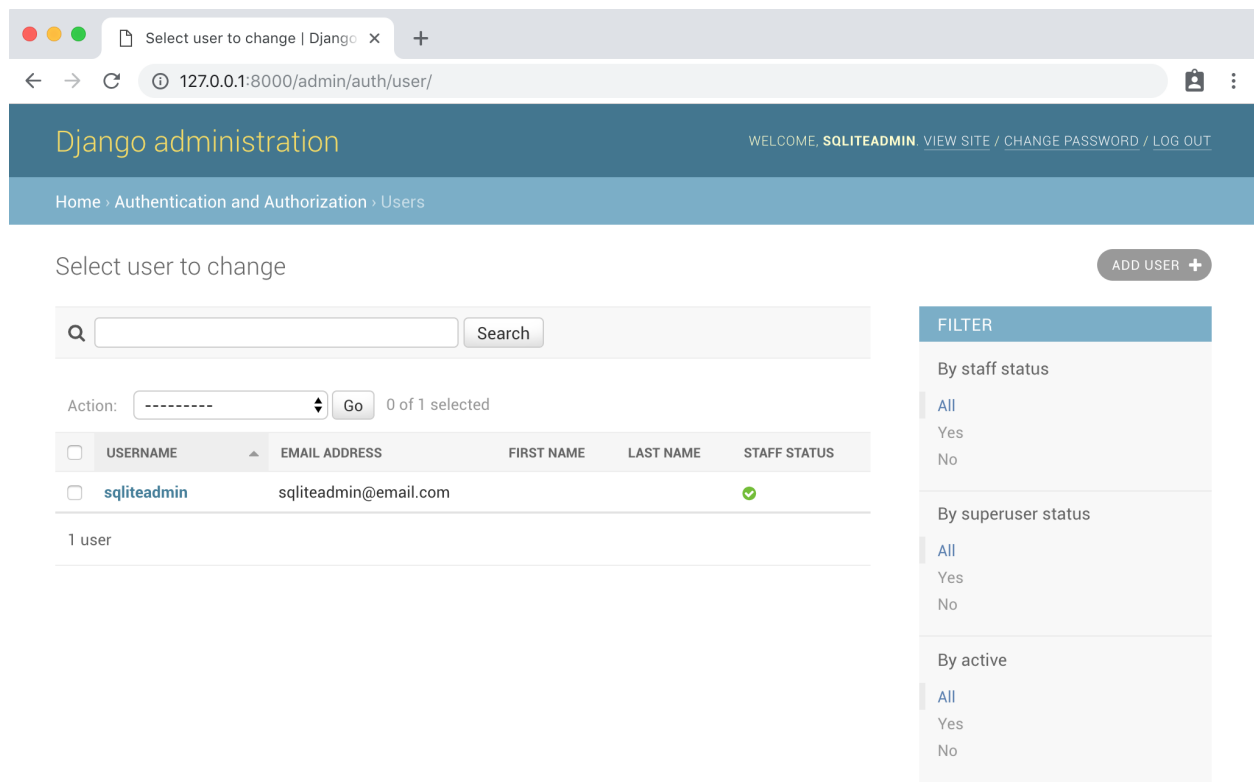 Select user to change | Django
127.0.0.1:8000/admin/auth/user/
Django administration
WELCOME, SQLITEADMIN. VIEW SITE / CHANGE PASSWORD / LOG OUT
Home › Authentication and Authorization › Users
Select user to change
ADD USER
Search
Action: --------- Go 0 of 1 selected
USERNAME EMAIL ADDRESS FIRST NAME LAST NAME STAFF STATUS
sqliteadmin sqliteadmin@email.com
1 user
FILTER
By staff status
All
Yes
No
By superuser status
All
Yes
No
By active
All
Yes
No